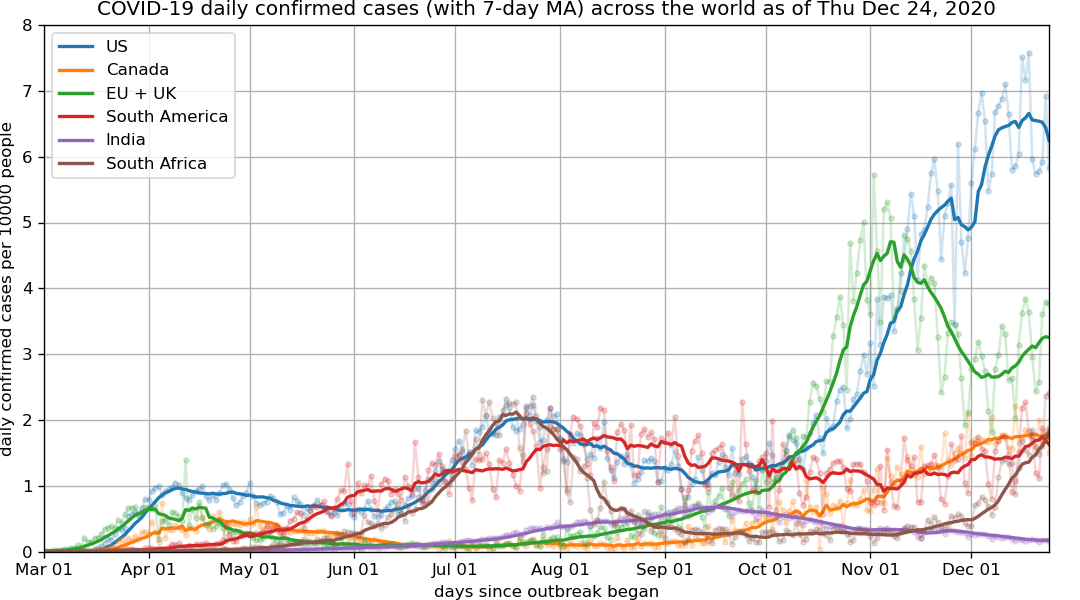 COVID-19 daily confirmed cases (with 7-day MA) across the world as of Thu Dec 24, 2020
daily confirmed cases per 10000 people
8
7
6
5
4
3
2
1
0
US
Canada
EU + UK
South America
India
South Africa
Mar 01 Apr 01 May 01 Jun 01 Jul 01 Aug 01 Sep 01 Oct 01 Nov 01 Dec 01
days since outbreak began